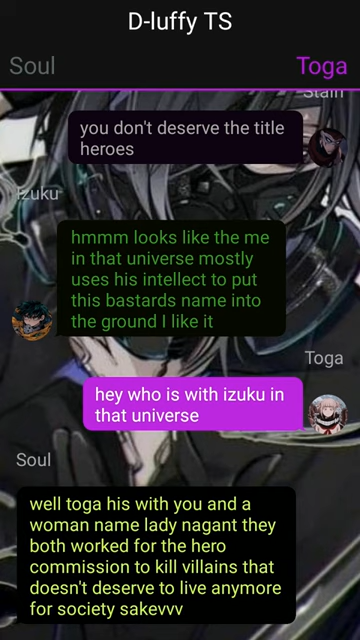 D-luffy TS
Soul
Toga
Stain
you don't deserve the title
heroes
Izuku
hmmm looks like the me
in that universe mostly
uses his intellect to put
this bastards name into
the ground I like it
Toga
hey who is with izuku in
that universe
Soul
well toga his with you and a
woman name lady nagant they
both worked for the hero
commission to kill villains that
doesn't deserve to live anymore
for society sakevvv